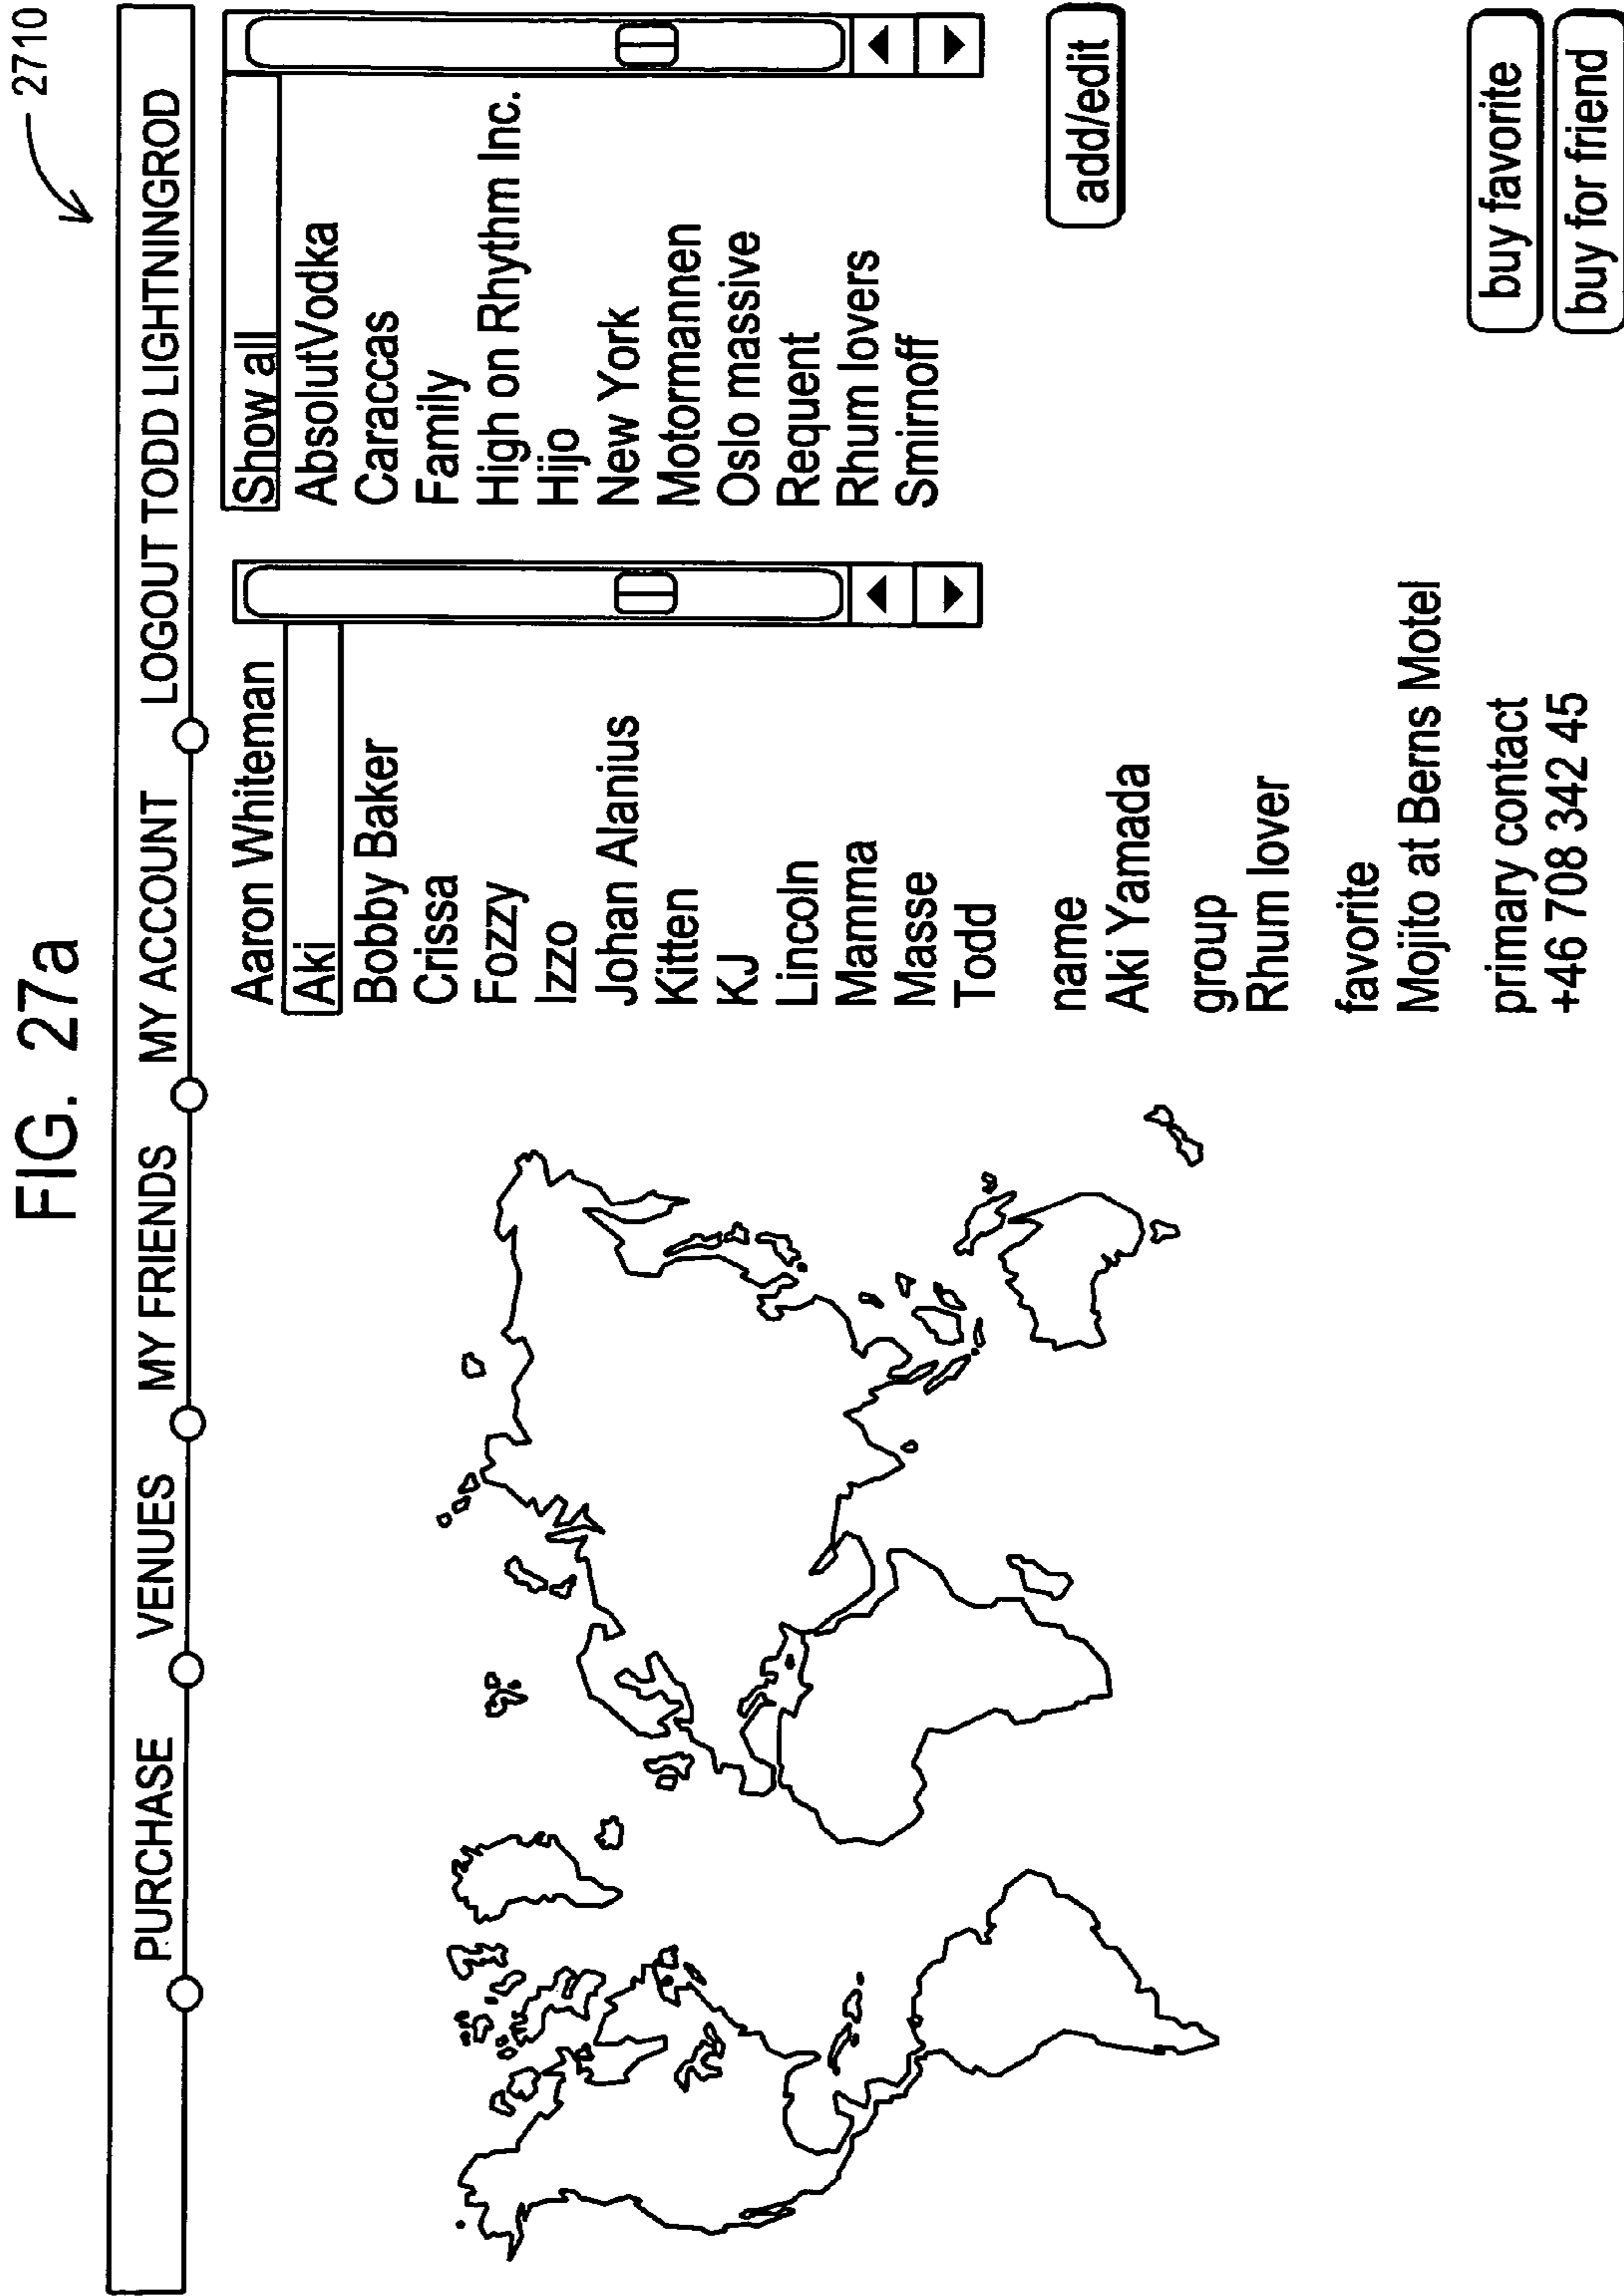 FIG. 27a
2710
PURCHASE VENUES MY FRIENDS MY ACCOUNT LOGOUT TODD LIGHTNINGROD
Aaron Whiteman
Aki
Bobby Baker
Crissa
Fozzy
Izzo
Johan Alanius
Kitten
KJ
Lincoln
Mamma
Masse
Todd
Show all
AbsolutVodka
Caraccas
Family
High on Rhythm Inc.
Hijo
New York
Motormannen
Oslo massive
Requent
Rhum lovers
Smirnoff
name
Aki Yamada
add/edit
group
Rhum lover
favorite
Mojito at Berns Motel
primary contact
+46 708 342 45
buy favorite
buy for friend